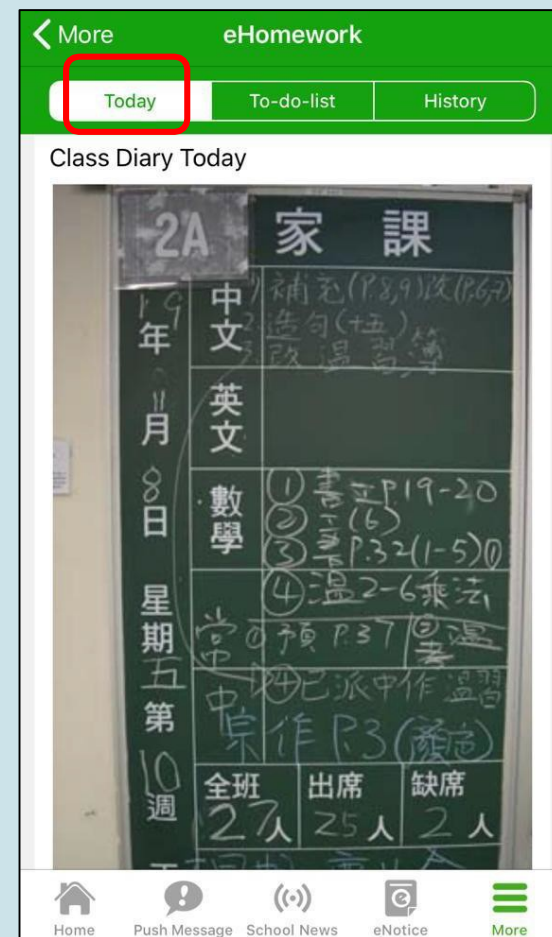 More
eHomework
Today
To-do-list
History
Class Diary Today
2A 家課
19年11月8日 星期五 第10週
中文
1) 補充(P.8,9)改(P.6,7)
2. 造句(十五)
3. 改溫習簿
英文
數學
① 書五P.19-20
③ 書P.32(1-5)
④ 溫2-6乘法
常 ① 預 P.37
中 ④ 已派中作溫習
作 P.3
全班 出席 缺席
27人 25人 2人
Home
Push Message
School News
eNotice
More